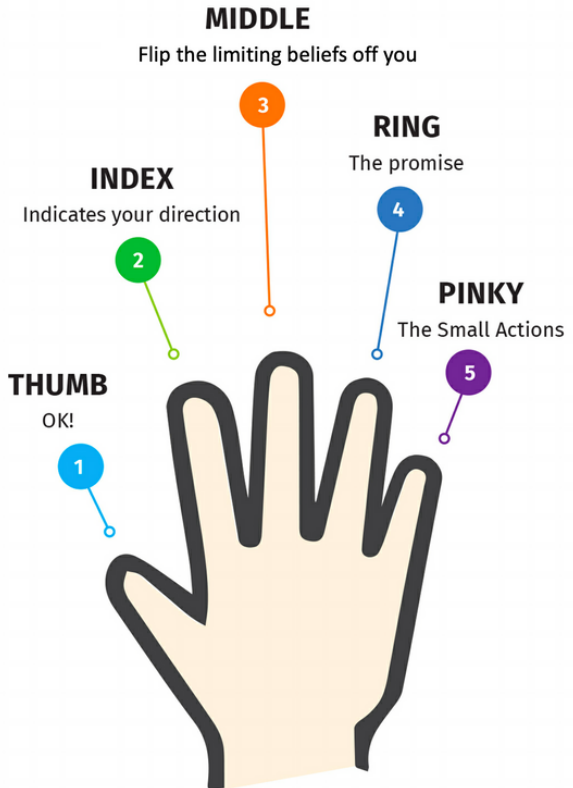 THUMB
OK!
1
INDEX
Indicates your direction
2
MIDDLE
Flip the limiting beliefs off you
3
RING
The promise
4
PINKY
The Small Actions
5